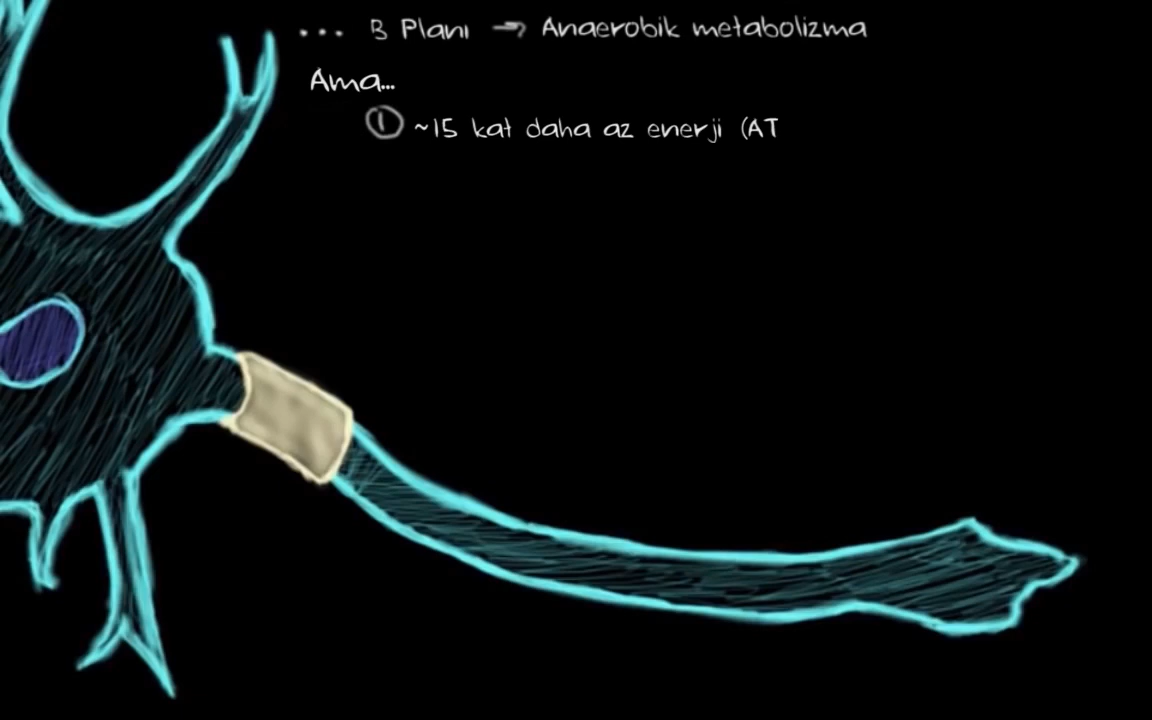 ... B Planı → Anaerobik metabolizma
Ama...
① ~15 kat daha az enerji (AT